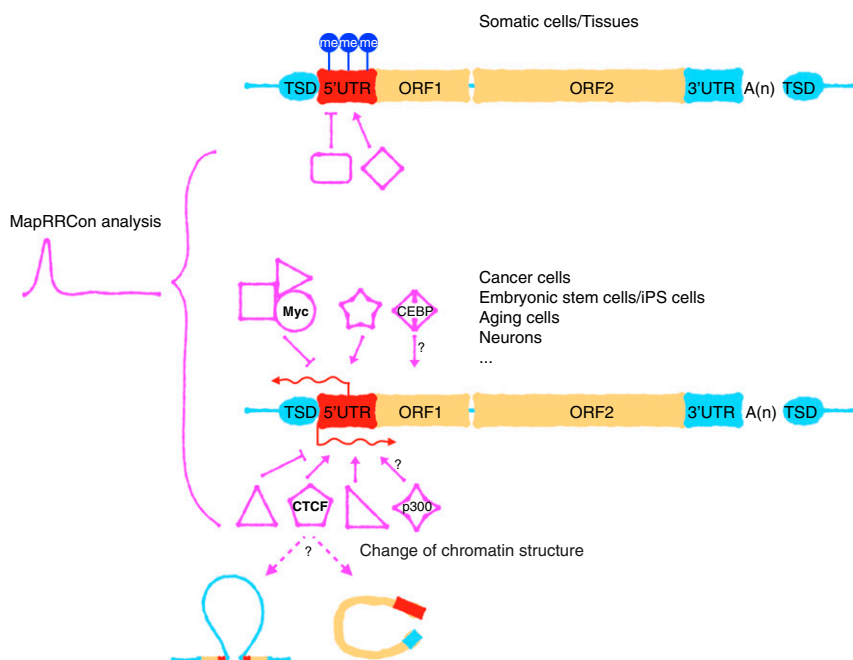 Somatic cells/Tissues
me me me
TSD 5'UTR ORF1 ORF2 3'UTR A(n) TSD
MapRRCon analysis
Myc CEBP
?
Cancer cells
Embryonic stem cells/iPS cells
Aging cells
Neurons
...
TSD 5'UTR ORF1 ORF2 3'UTR A(n) TSD
?
CTCF p300
? Change of chromatin structure